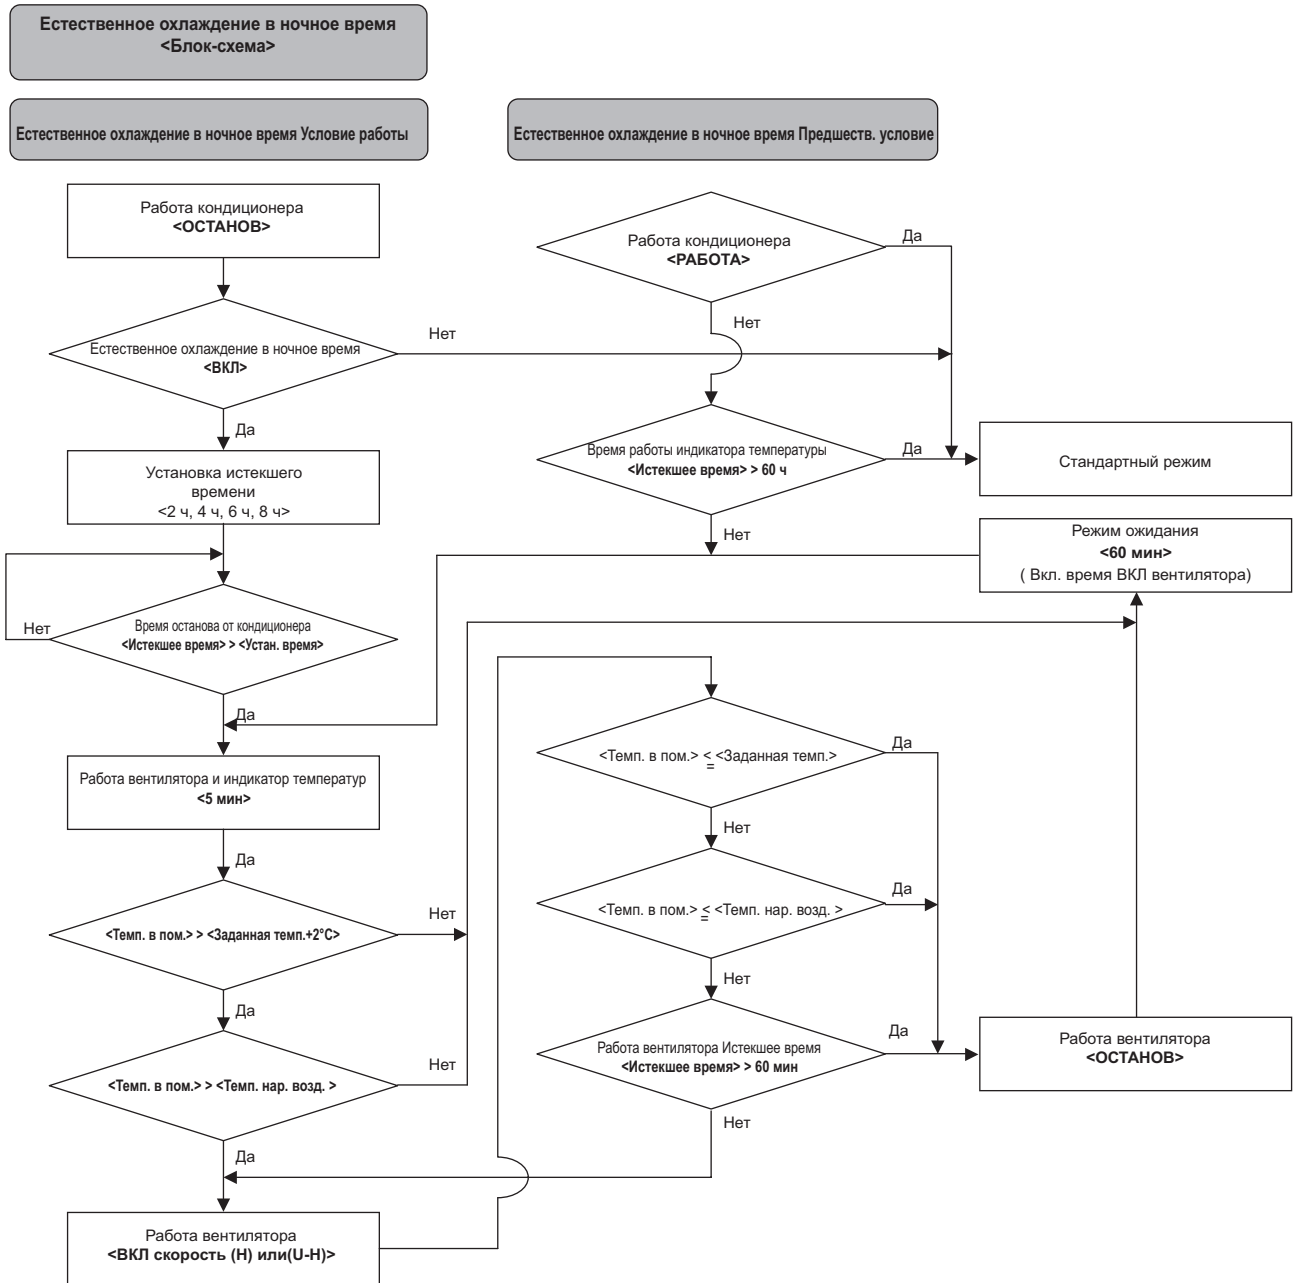 Естественное охлаждение в ночное время
<Блок-схема>
Естественное охлаждение в ночное время Условие работы
Естественное охлаждение в ночное время Предшеств. условие
Работа кондиционера
<ОСТАНОВ>
Естественное охлаждение в ночное время
<ВКЛ>
Нет
Да
Установка истекшего
времени
<2 ч, 4 ч, 6 ч, 8 ч>
Время останова от кондиционера
<Истекшее время> > <Устан. время>
Нет
Да
Работа вентилятора и индикатор температур
<5 мин>
Да
<Темп. в пом.> > <Заданная темп.+2°C>
Нет
Да
<Темп. в пом.> > <Темп. нар. возд. >
Нет
Да
Работа вентилятора
<ВКЛ скорость (H) или(U-H)>
Работа кондиционера
<РАБОТА>
Да
Нет
Время работы индикатора температуры
<Истекшее время> > 60 ч
Да
Нет
Стандартный режим
Режим ожидания
<60 мин>
( Вкл. время ВКЛ вентилятора)
<Темп. в пом.> ≦ <Заданная темп.>
Да
Нет
<Темп. в пом.> ≦ <Темп. нар. возд. >
Да
Нет
Работа вентилятора Истекшее время
<Истекшее время> > 60 мин
Да
Нет
Работа вентилятора
<ОСТАНОВ>